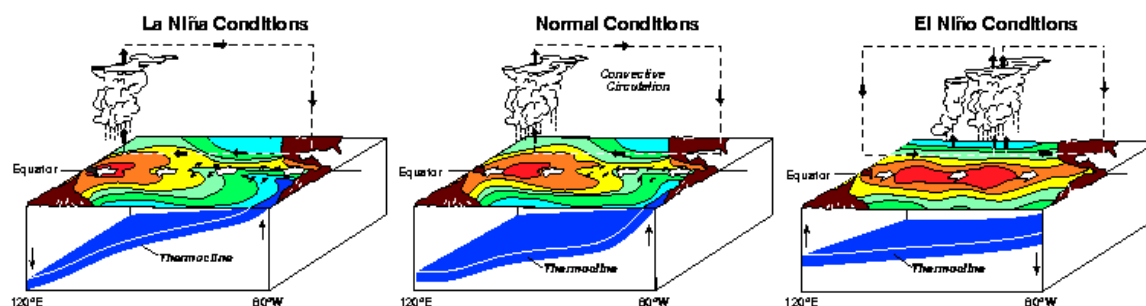 La Niña Conditions
Normal Conditions
El Niño Conditions
Convective
Circulation
Equator
Equator
Equator
Thermocline
Thermocline
Thermocline
120°E
80°W
120°E
80°W
120°E
80°W